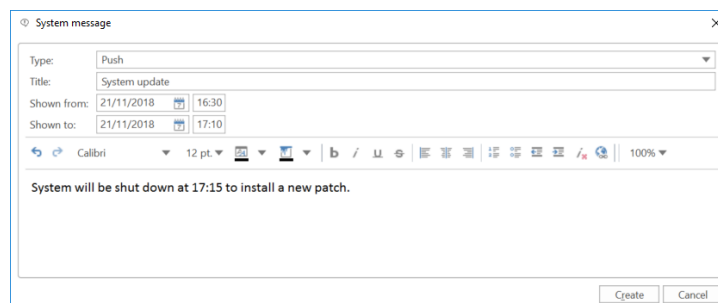 System message
Type: Push
Title: System update
Shown from: 21/11/2018 16:30
Shown to: 21/11/2018 17:10
Calibri 12 pt. b i u s 100%
System will be shut down at 17:15 to install a new patch.
Create Cancel